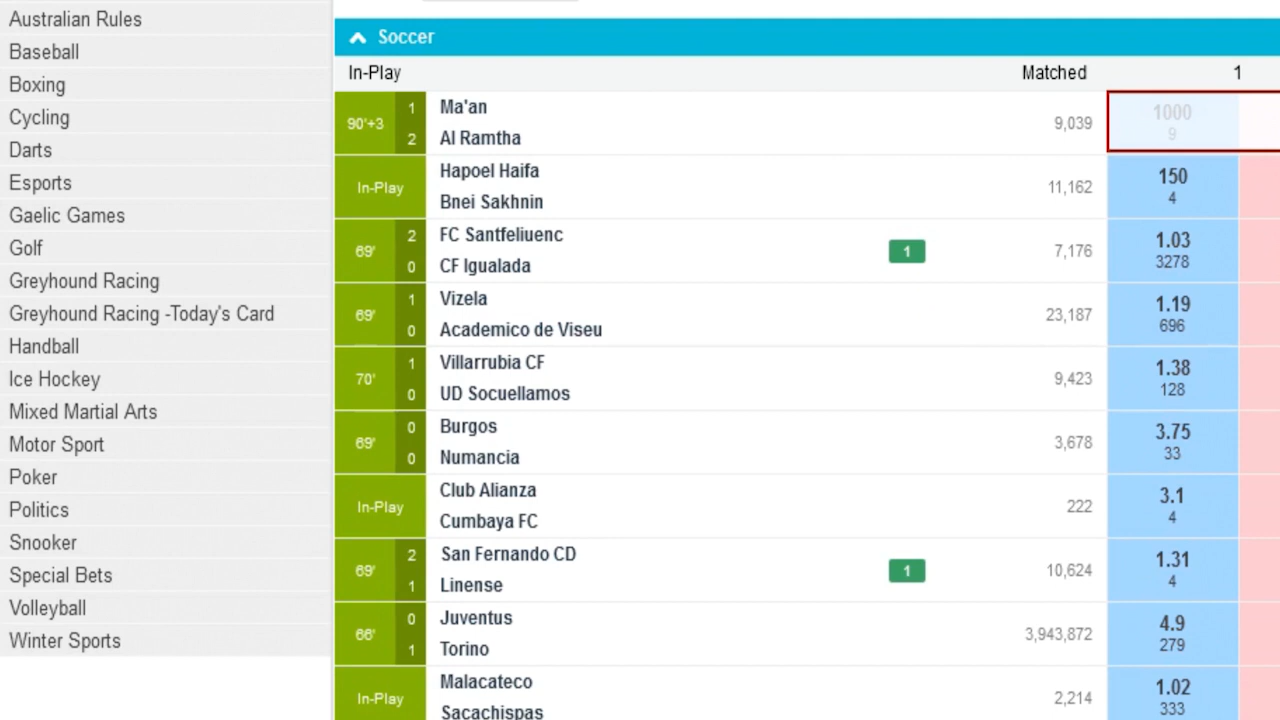 Australian Rules
Baseball
Boxing
Cycling
Darts
Esports
Gaelic Games
Golf
Greyhound Racing
Greyhound Racing -Today's Card
Handball
Ice Hockey
Mixed Martial Arts
Motor Sport
Poker
Politics
Snooker
Special Bets
Volleyball
Winter Sports
Soccer
In-Play Matched 1
90'+3 1 Ma'an 9,039 1000
2 Al Ramtha 9
In-Play Hapoel Haifa 11,162 150
Bnei Sakhnin 4
69' 2 FC Santfeliuenc 1 7,176 1.03
0 CF Igualada 3278
69' 1 Vizela 23,187 1.19
0 Academico de Viseu 696
70' 1 Villarrubia CF 9,423 1.38
0 UD Socuellamos 128
69' 0 Burgos 3,678 3.75
0 Numancia 33
In-Play Club Alianza 222 3.1
Cumbaya FC 4
69' 2 San Fernando CD 1 10,624 1.31
1 Linense 4
66' 0 Juventus 3,943,872 4.9
1 Torino 279
In-Play Malacateco 2,214 1.02
Sacachispas 333